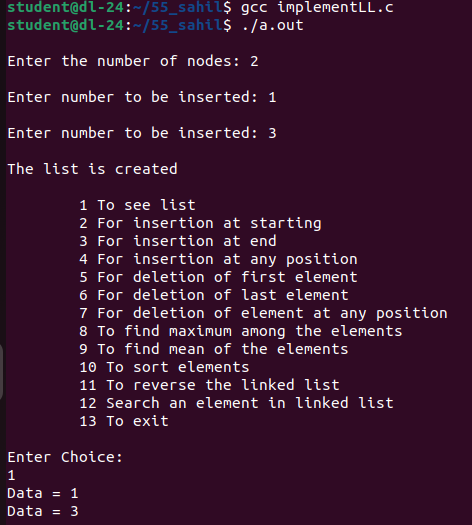 student@dl-24:~/55_sahil$ gcc implementLL.c
student@dl-24:~/55_sahil$ ./a.out
Enter the number of nodes: 2
Enter number to be inserted: 1
Enter number to be inserted: 3
The list is created
1 To see list
2 For insertion at starting
3 For insertion at end
4 For insertion at any position
5 For deletion of first element
6 For deletion of last element
7 For deletion of element at any position
8 To find maximum among the elements
9 To find mean of the elements
10 To sort elements
11 To reverse the linked list
12 Search an element in linked list
13 To exit
Enter Choice:
1
Data = 1
Data = 3